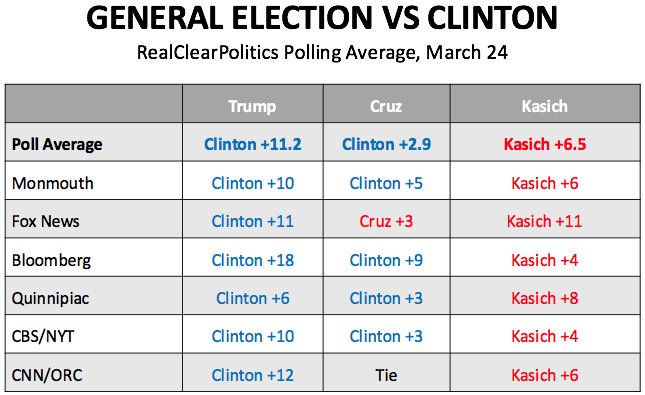 GENERAL ELECTION VS CLINTON
RealClearPolitics Polling Average, March 24
Trump Cruz Kasich
Poll Average Clinton +11.2 Clinton +2.9 Kasich +6.5
Monmouth Clinton +10 Clinton +5 Kasich +6
Fox News Clinton +11 Cruz +3 Kasich +11
Bloomberg Clinton +18 Clinton +9 Kasich +4
Quinnipiac Clinton +6 Clinton +3 Kasich +8
CBS/NYT Clinton +10 Clinton +3 Kasich +4
CNN/ORC Clinton +12 Tie Kasich +6